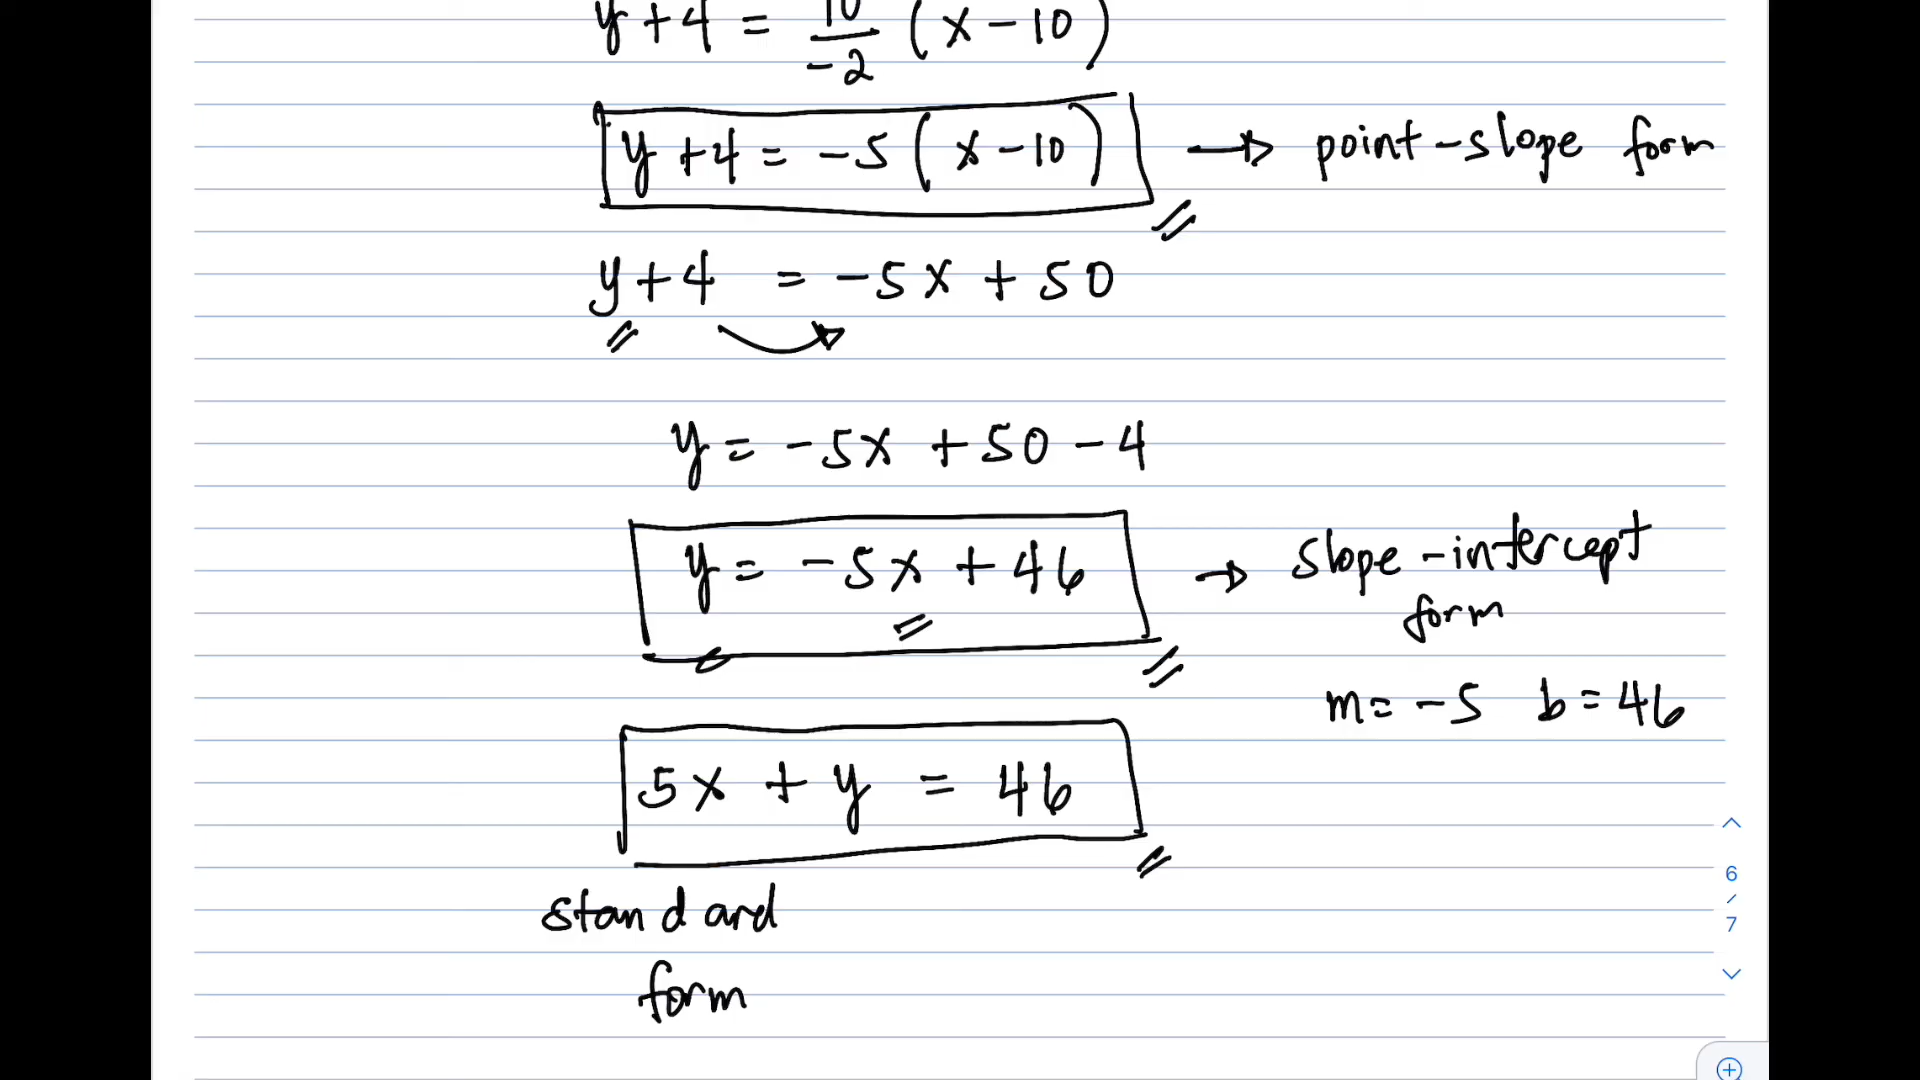 y + 4 = 10/-2 (x - 10)
y + 4 = -5 (x - 10) → point-slope form
y + 4 = -5x + 50
y = -5x + 50 - 4
y = -5x + 46 → slope-intercept
form
m = -5 b = 46
5x + y = 46
standard
form
6
/
7